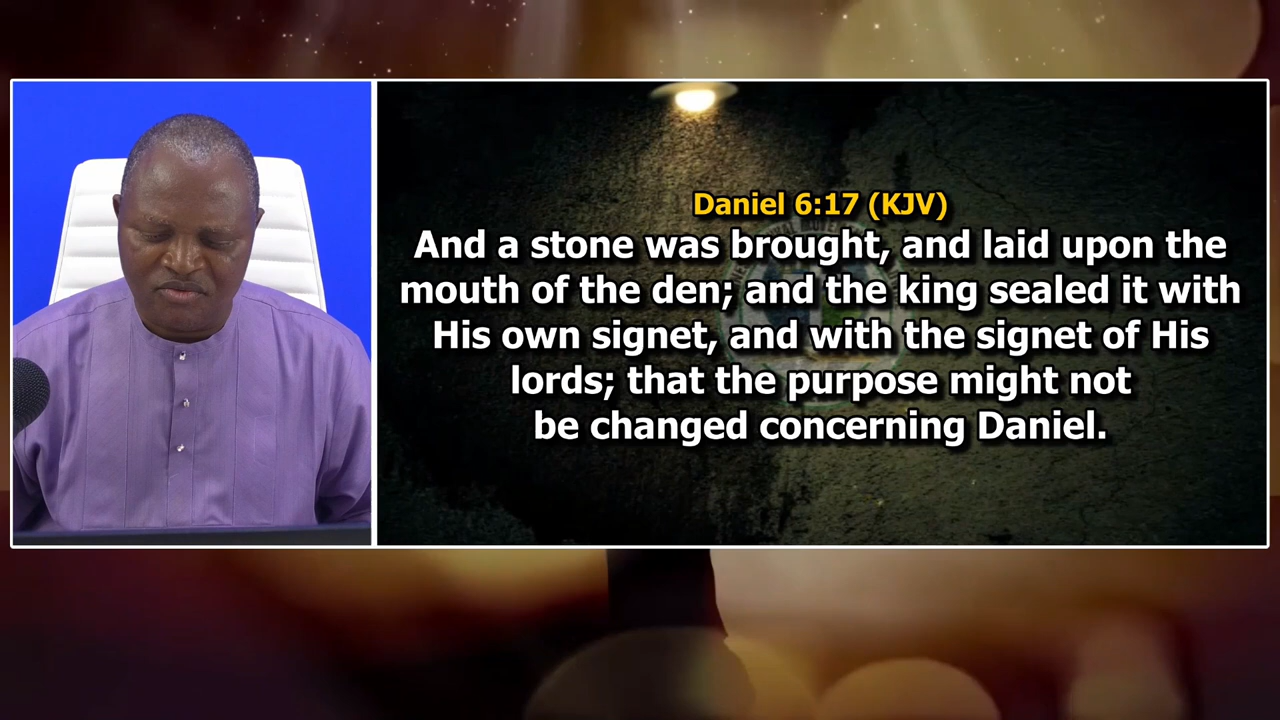 Daniel 6:17 (KJV)
And a stone was brought, and laid upon the
mouth of the den; and the king sealed it with
His own signet, and with the signet of His
lords; that the purpose might not
be changed concerning Daniel.